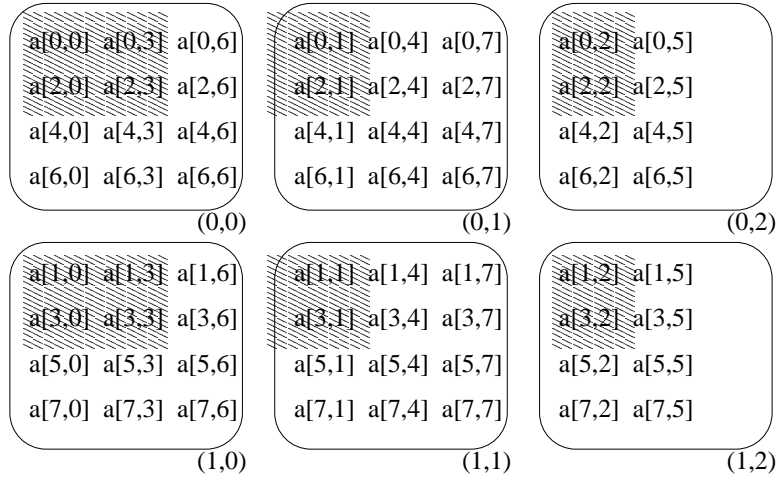 a[0,0] a[0,3] a[0,6] a[0,1] a[0,4] a[0,7] a[0,2] a[0,5]
a[2,0] a[2,3] a[2,6] a[2,1] a[2,4] a[2,7] a[2,2] a[2,5]
a[4,0] a[4,3] a[4,6] a[4,1] a[4,4] a[4,7] a[4,2] a[4,5]
a[6,0] a[6,3] a[6,6] a[6,1] a[6,4] a[6,7] a[6,2] a[6,5]
(0,0) (0,1) (0,2)
a[1,0] a[1,3] a[1,6] a[1,1] a[1,4] a[1,7] a[1,2] a[1,5]
a[3,0] a[3,3] a[3,6] a[3,1] a[3,4] a[3,7] a[3,2] a[3,5]
a[5,0] a[5,3] a[5,6] a[5,1] a[5,4] a[5,7] a[5,2] a[5,5]
a[7,0] a[7,3] a[7,6] a[7,1] a[7,4] a[7,7] a[7,2] a[7,5]
(1,0) (1,1) (1,2)